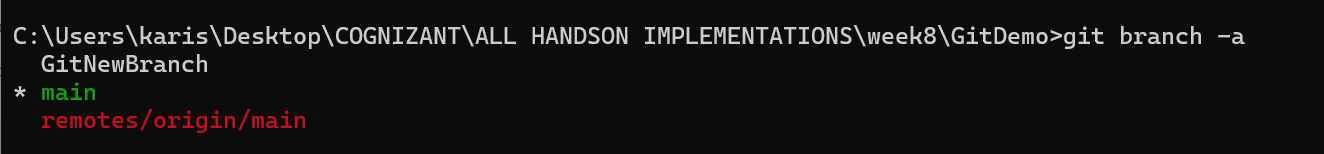 C:\Users\karis\Desktop\COGNIZANT\ALL HANDSON IMPLEMENTATIONS\week8\GitDemo>git branch -a
  GitNewBranch
* main
  remotes/origin/main